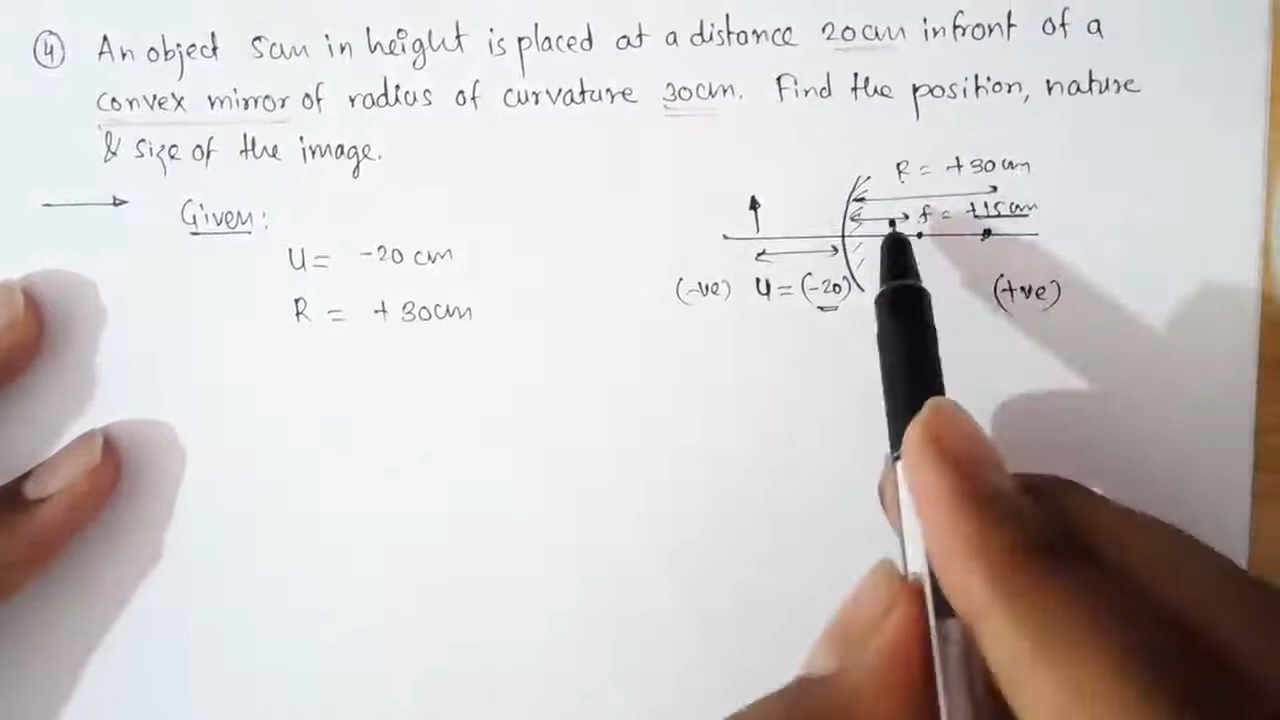 ④ An object 5cm in height is placed at a distance 20cm infront of a
convex mirror of radius of curvature 30cm. Find the position, nature
& size of the image.
Given:
U = -20 cm
R = +30cm
R = +30cm
f = +15cm
(-ve) U = (-20) (+ve)